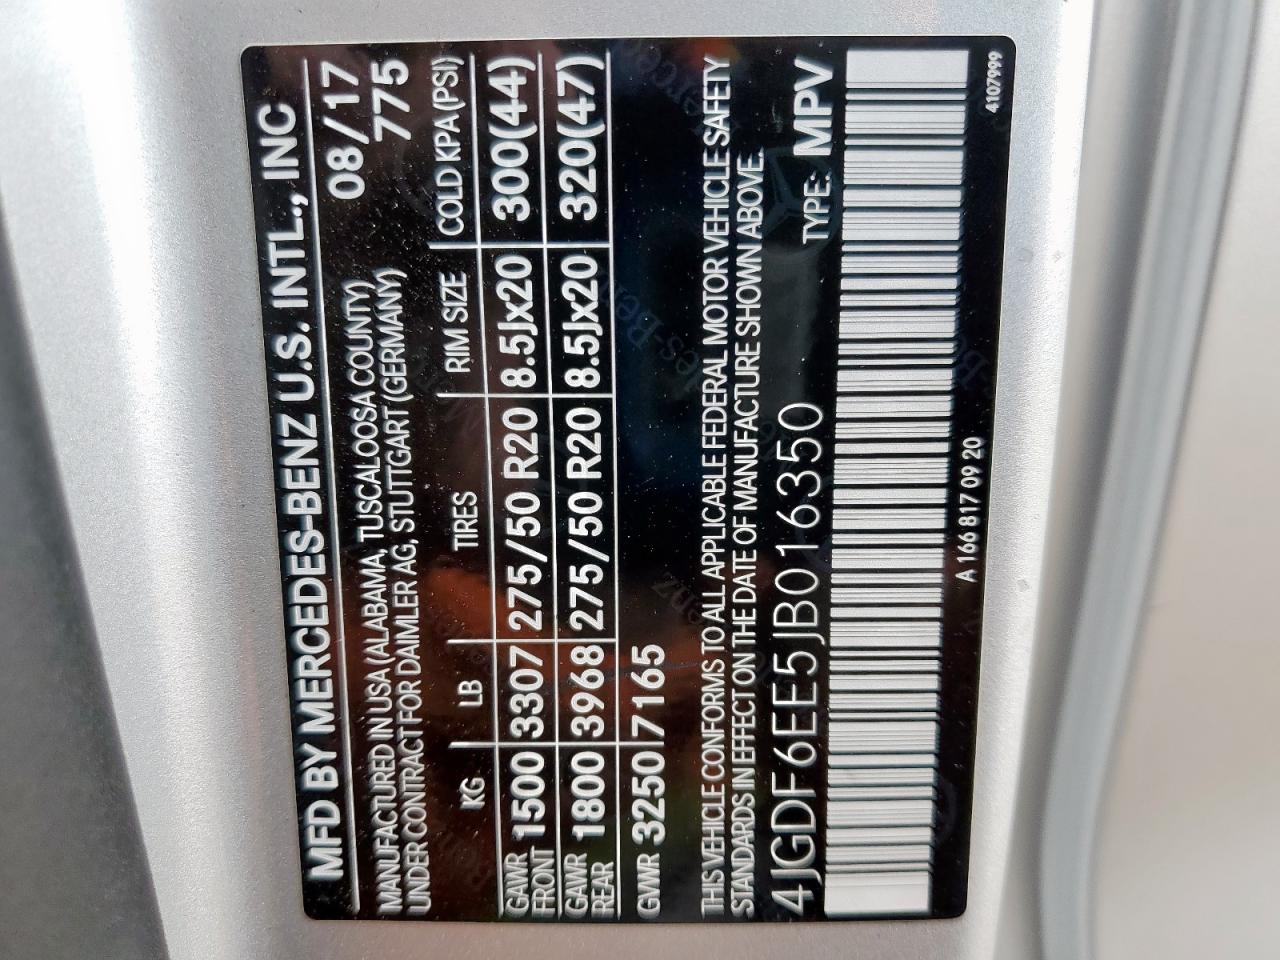 MFD BY MERCEDES-BENZ U.S. INTL., INC
MANUFACTURED IN USA (ALABAMA, TUSCALOOSA COUNTY) 08/17
UNDER CONTRACT FOR DAIMLER AG, STUTTGART (GERMANY) 775
KG LB TIRES RIM SIZE COLD KPA(PSI)
GAWR FRONT 1500 3307 275/50 R20 8.5Jx20 300(44)
GAWR REAR 1800 3968 275/50 R20 8.5Jx20 320(47)
GVWR 3250 7165
THIS VEHICLE CONFORMS TO ALL APPLICABLE FEDERAL MOTOR VEHICLE SAFETY
STANDARDS IN EFFECT ON THE DATE OF MANUFACTURE SHOWN ABOVE.
4JGDF6EE5JB016350 TYPE: MPV
A 166 817 09 20 4107999